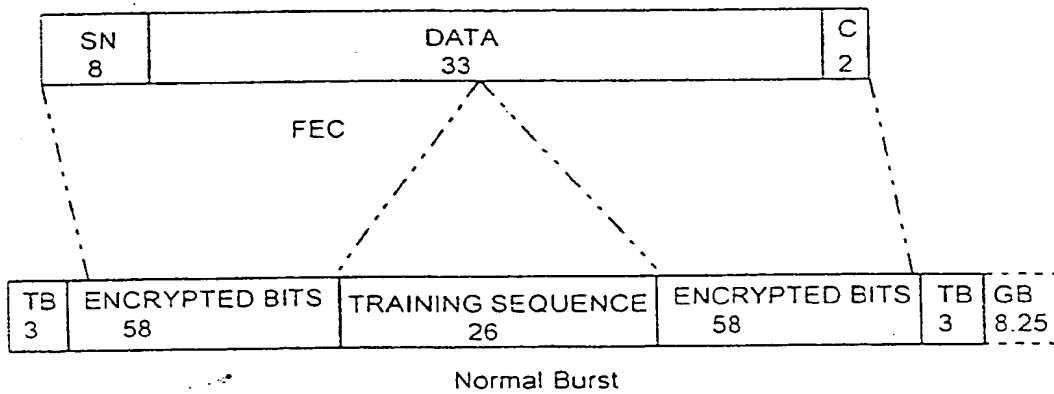 SN
8
DATA
33
C
2
FEC
TB
3
ENCRYPTED BITS
58
TRAINING SEQUENCE
26
ENCRYPTED BITS
58
TB
3
GB
8.25
Normal Burst